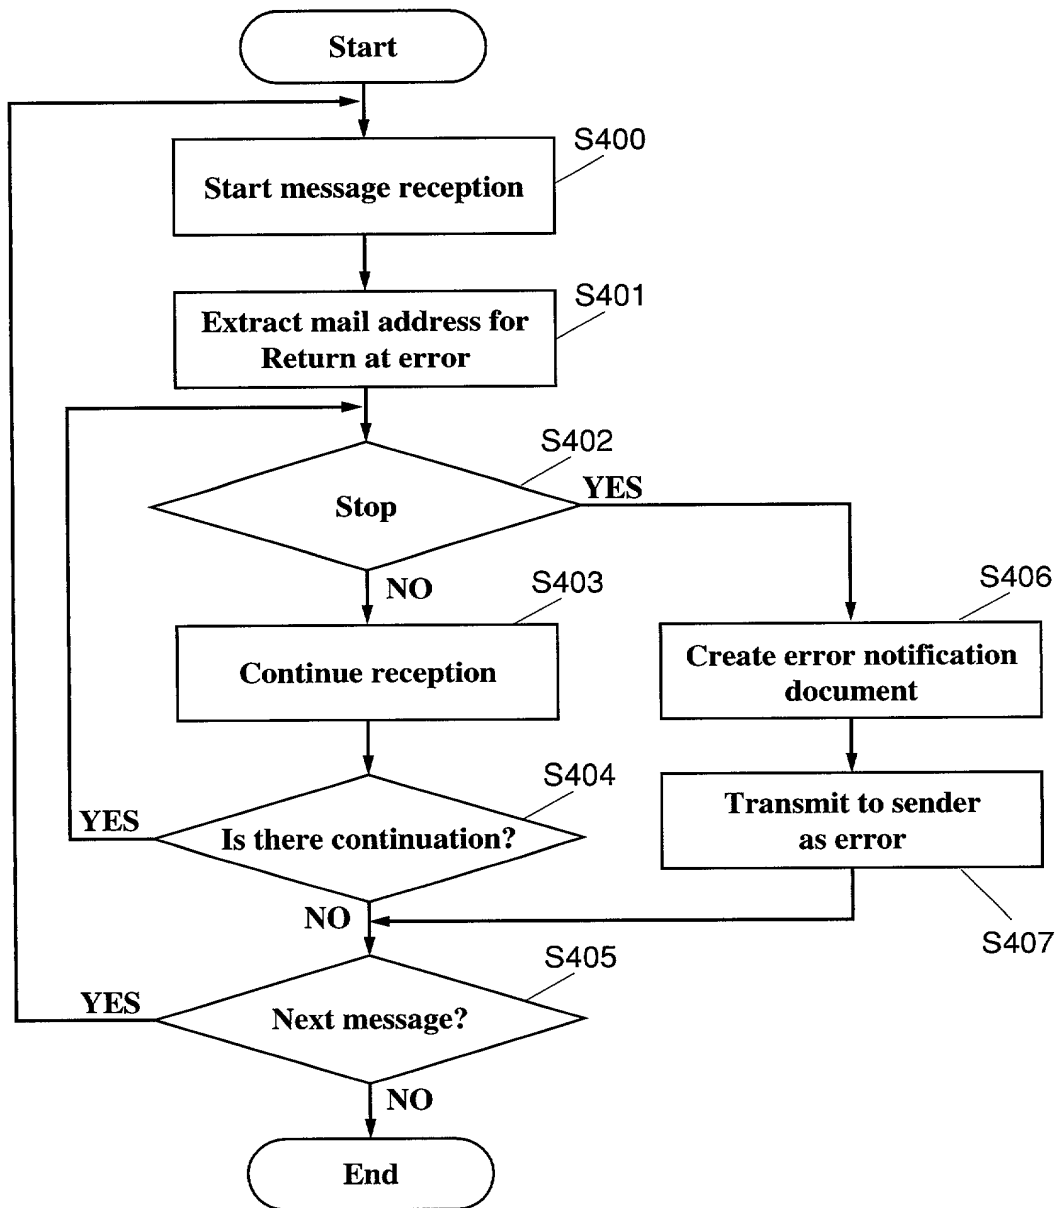 Start
S400
Start message reception
S401
Extract mail address for
Return at error
S402
Stop
YES
NO
S403
Continue reception
S406
Create error notification
document
S404
Is there continuation?
YES
NO
Transmit to sender
as error
S407
S405
Next message?
YES
NO
End